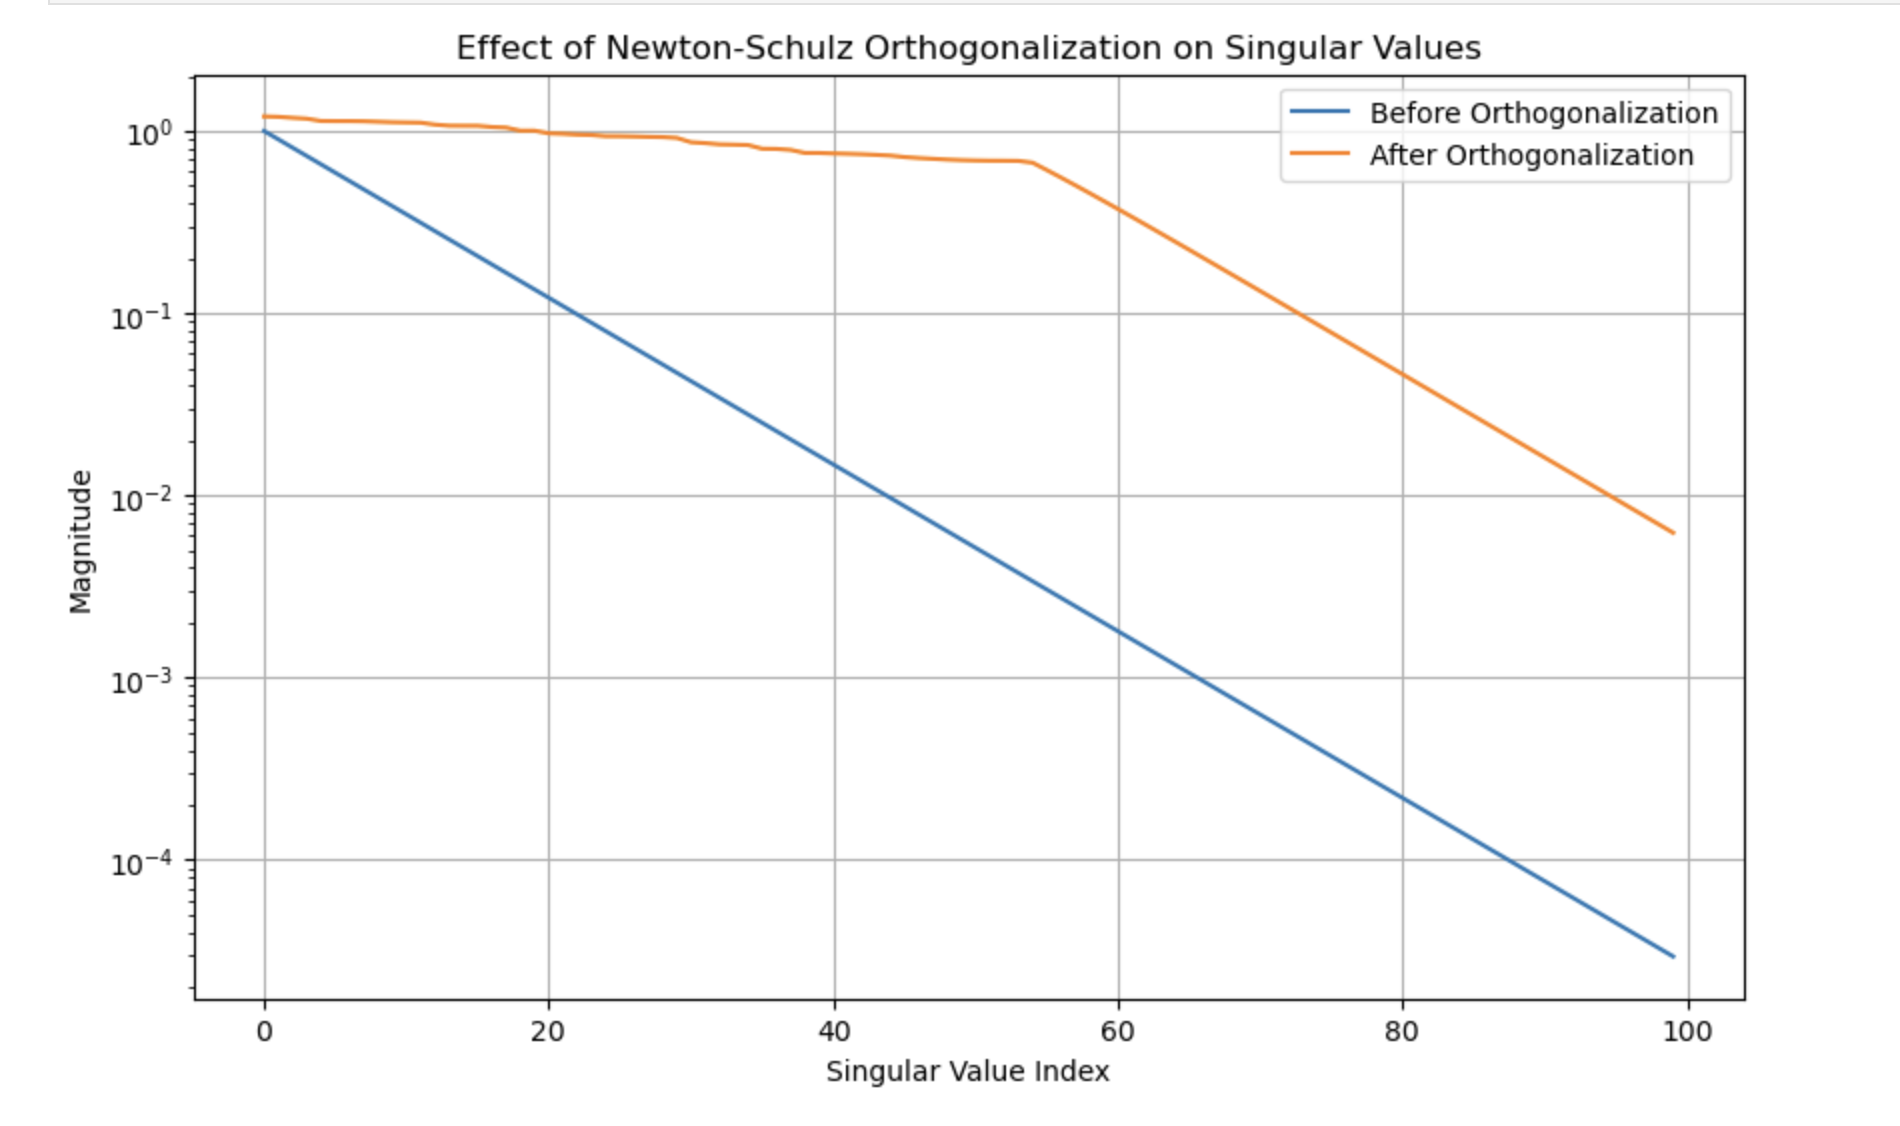 Effect of Newton-Schulz Orthogonalization on Singular Values
Before Orthogonalization
After Orthogonalization
10⁰
10⁻¹
10⁻²
10⁻³
10⁻⁴
Magnitude
0 20 40 60 80 100
Singular Value Index